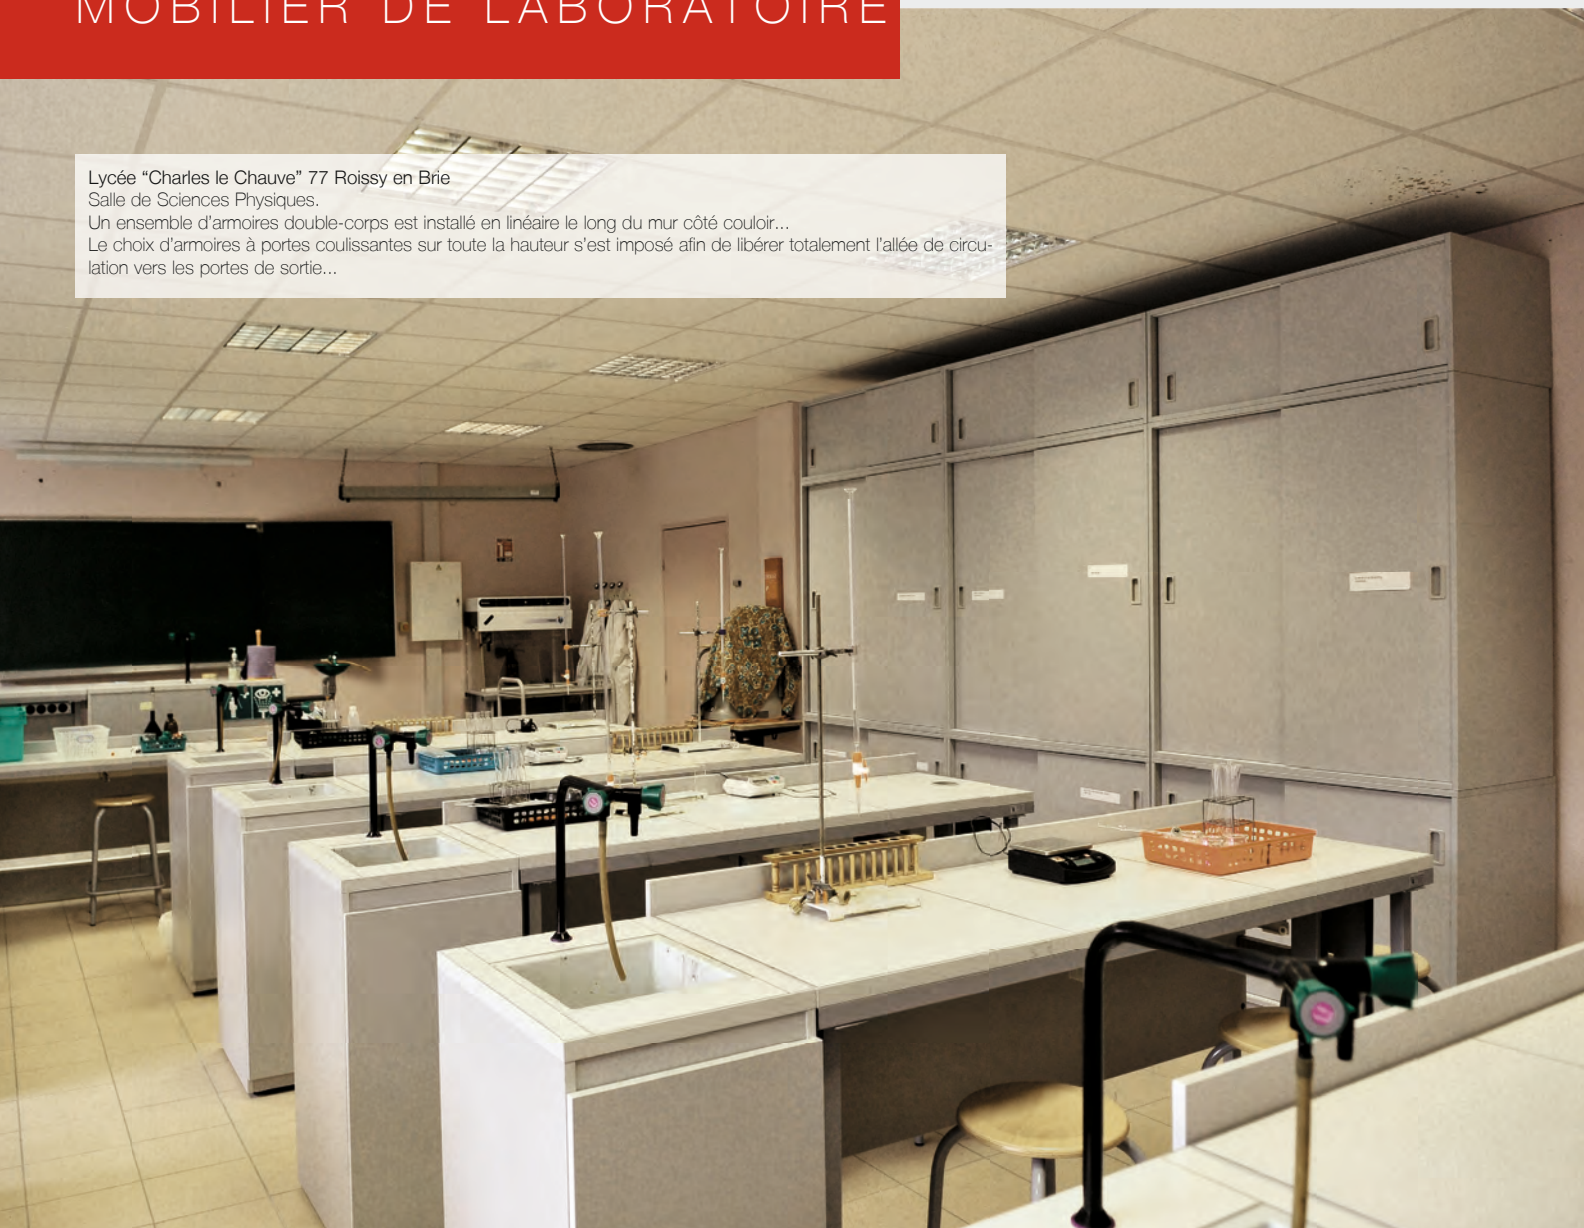 MOBILIER DE LABORATOIRE
Lycée “Charles le Chauve” 77 Roissy en Brie
Salle de Sciences Physiques.
Un ensemble d’armoires double-corps est installé en linéaire le long du mur côté couloir...
Le choix d’armoires à portes coulissantes sur toute la hauteur s’est imposé afin de libérer totalement l’allée de circu-
lation vers les portes de sortie...